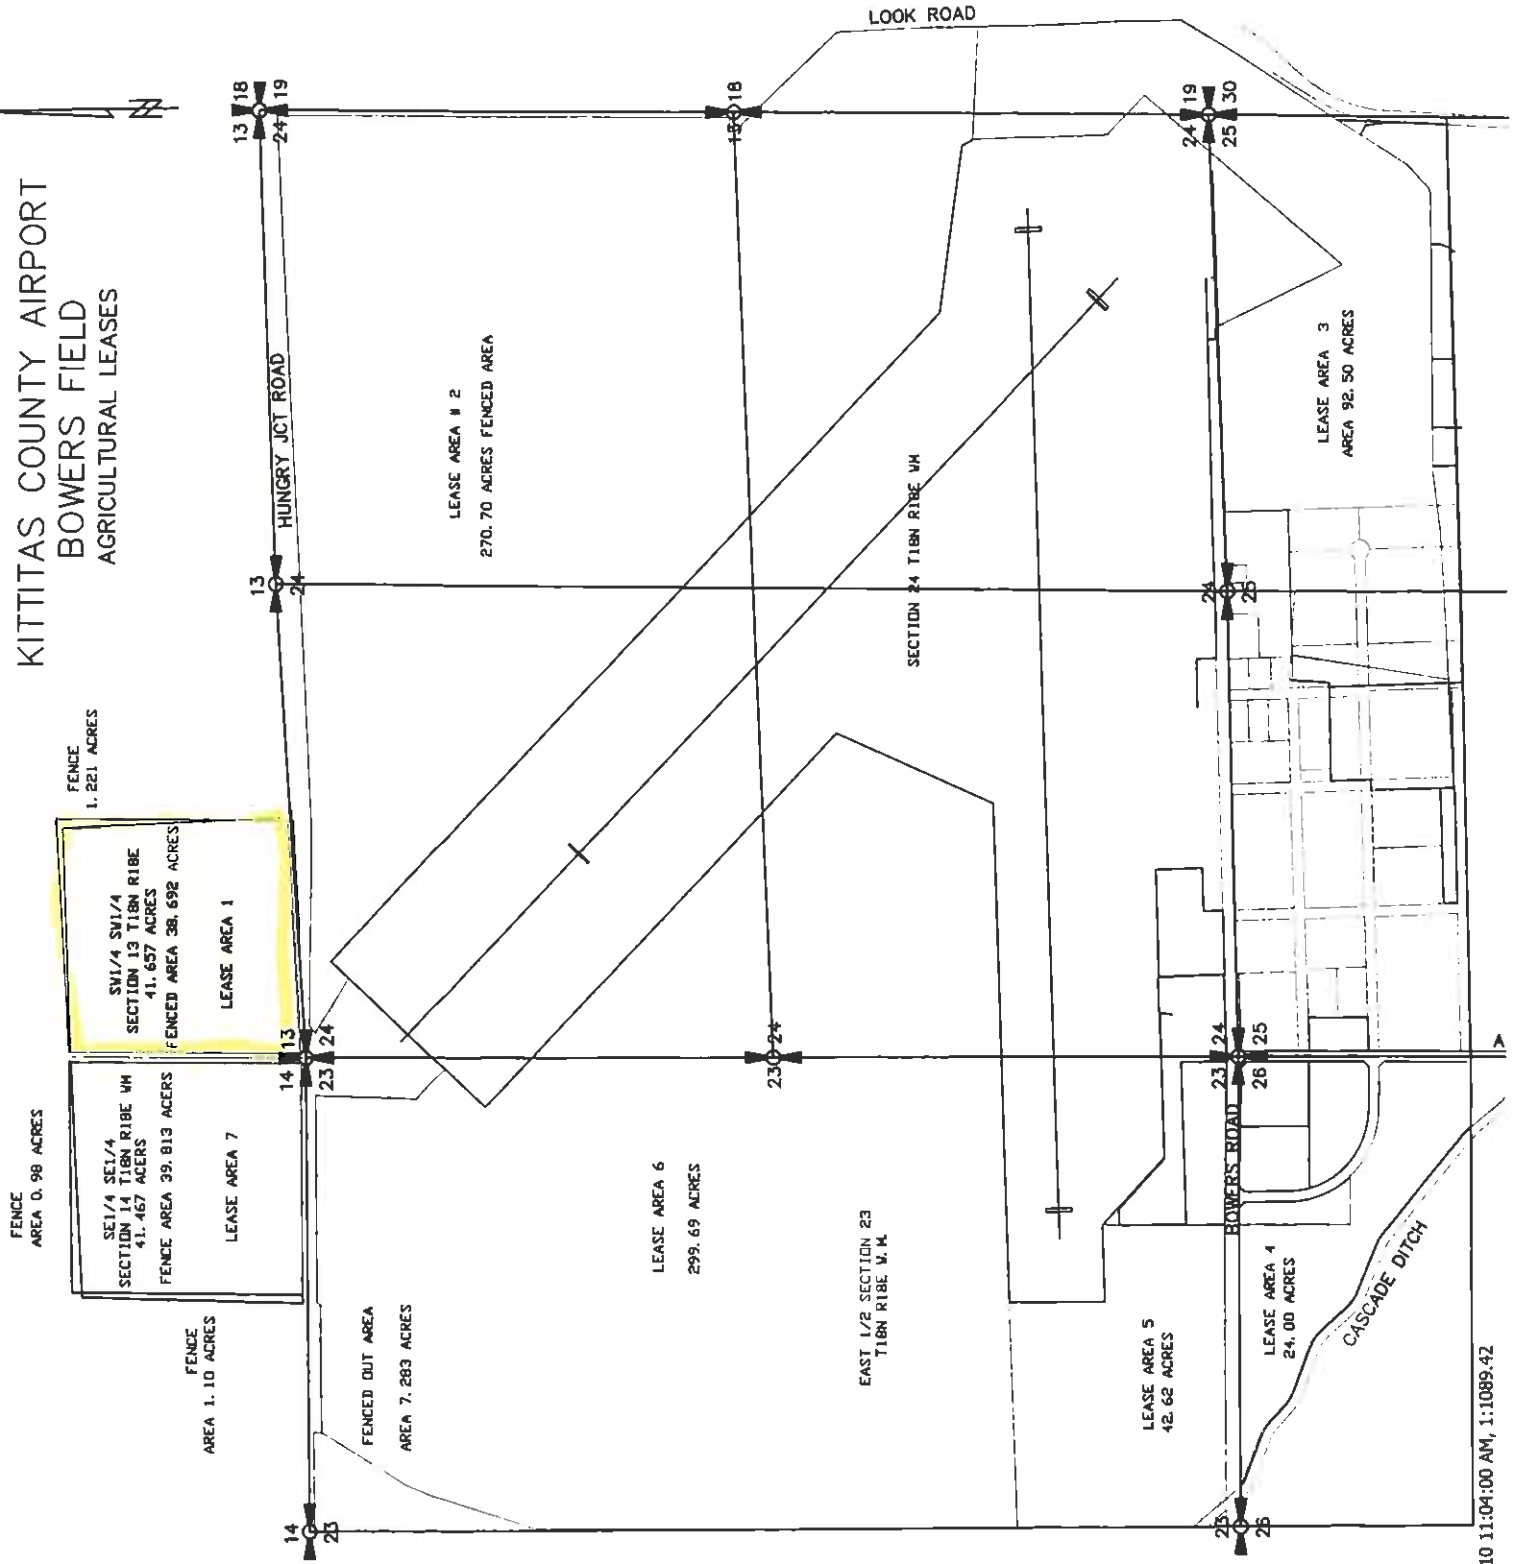 KITTITAS COUNTY AIRPORT
BOWERS FIELD
AGRICULTURAL LEASES
LOOK ROAD
FENCE
AREA 0.98 ACRES
FENCE
1.221 ACRES
SE1/4 SE1/4
SECTION 14 T18N R18E WM
41.467 ACERS
FENCE AREA 39.813 ACERS
LEASE AREA 7
SW1/4 SW1/4
SECTION 13 T18N R18E
41.657 ACRES
FENCED AREA 38.692 ACRES
LEASE AREA 1
FENCE
AREA 1.10 ACRES
14
23
14
13
23
24
13
24
HUNGRY JCT ROAD
13
18
24
19
FENCED OUT AREA
AREA 7.283 ACRES
LEASE AREA # 2
270.70 ACRES FENCED AREA
LEASE AREA 6
299.69 ACRES
23
24
18
EAST 1/2 SECTION 23
T18N R18E W.M.
SECTION 24 T18N R18E WM
LEASE AREA 5
42.62 ACRES
23
26
BOWERS ROAD
23
24
26
25
24
25
24
19
25
30
LEASE AREA 4
24.00 ACRES
CASCADE DITCH
LEASE AREA 3
AREA 92.50 ACRES
A
10 11:04:00 AM, 1:1089.42